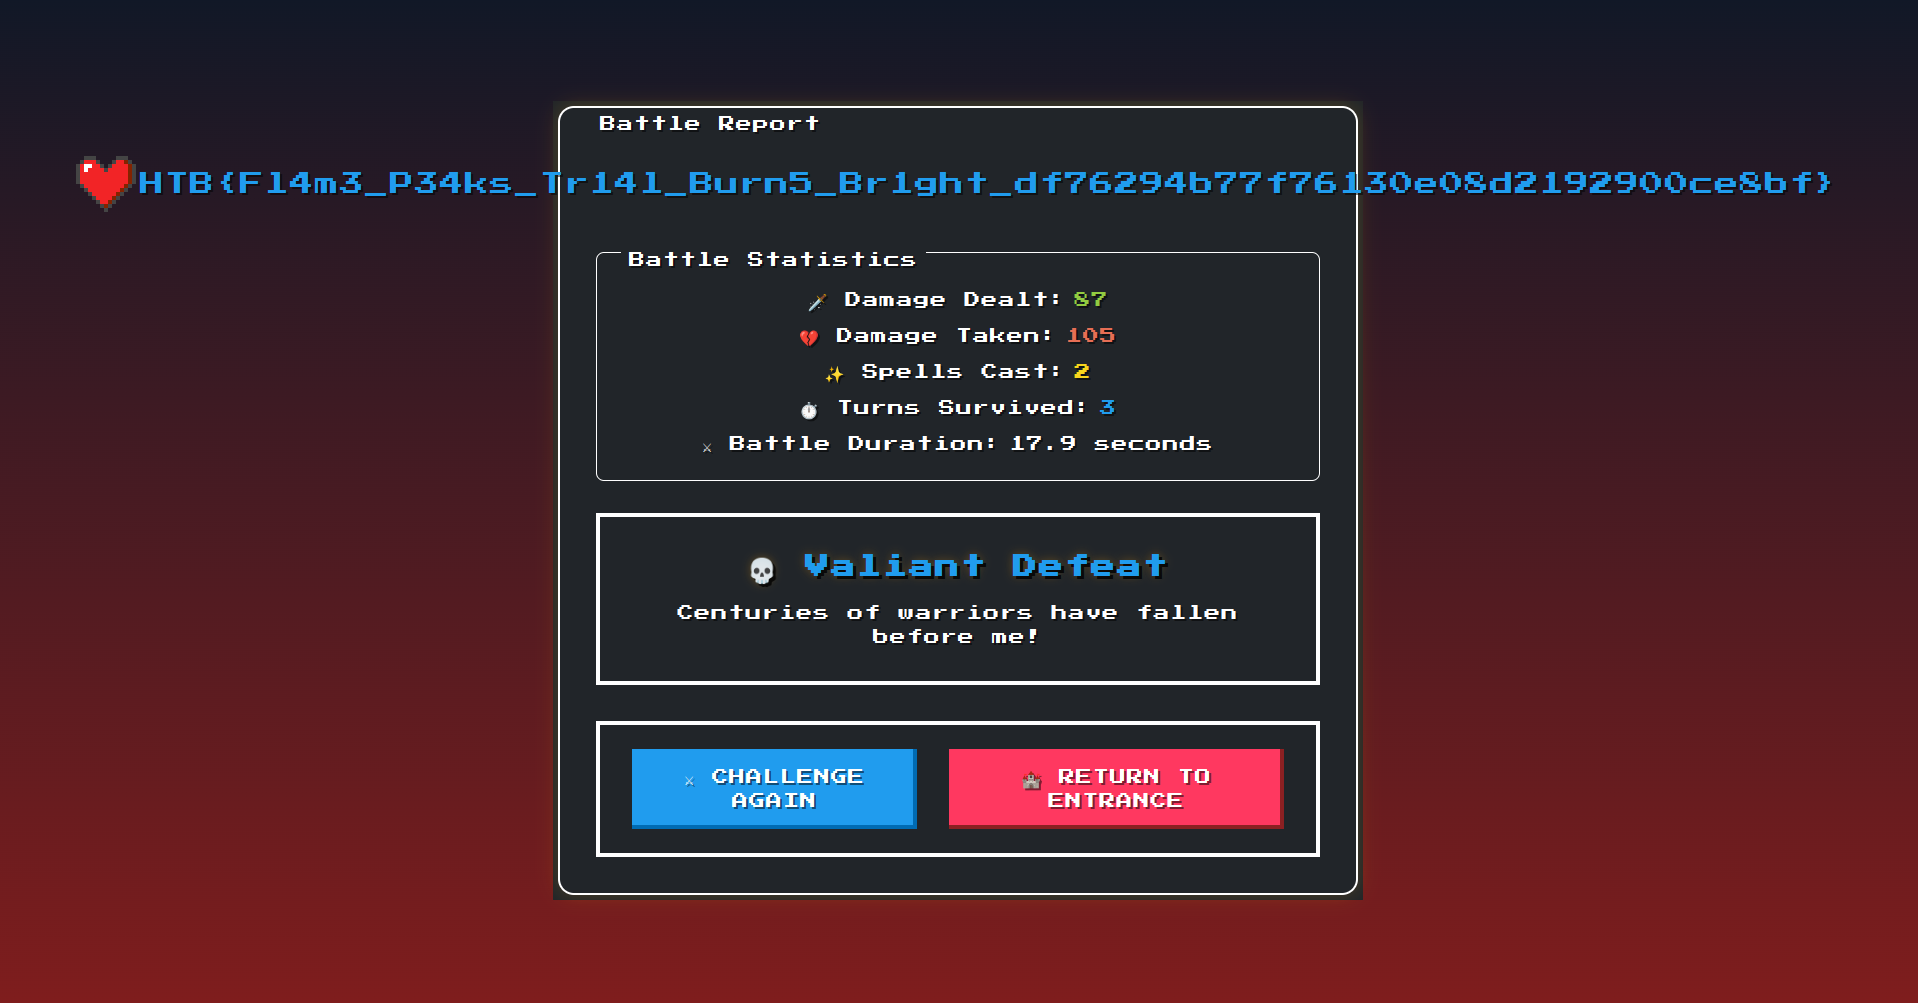 Battle Report
HTB{Fl4m3_P34ks_Tr14l_Burn5_Br1ght_df76294b77f76130e08d2192900ce8bf}
Battle Statistics
Damage Dealt: 87
Damage Taken: 105
Spells Cast: 2
Turns Survived: 3
Battle Duration: 17.9 seconds
Valiant Defeat
Centuries of warriors have fallen
before me!
CHALLENGE
AGAIN
RETURN TO
ENTRANCE